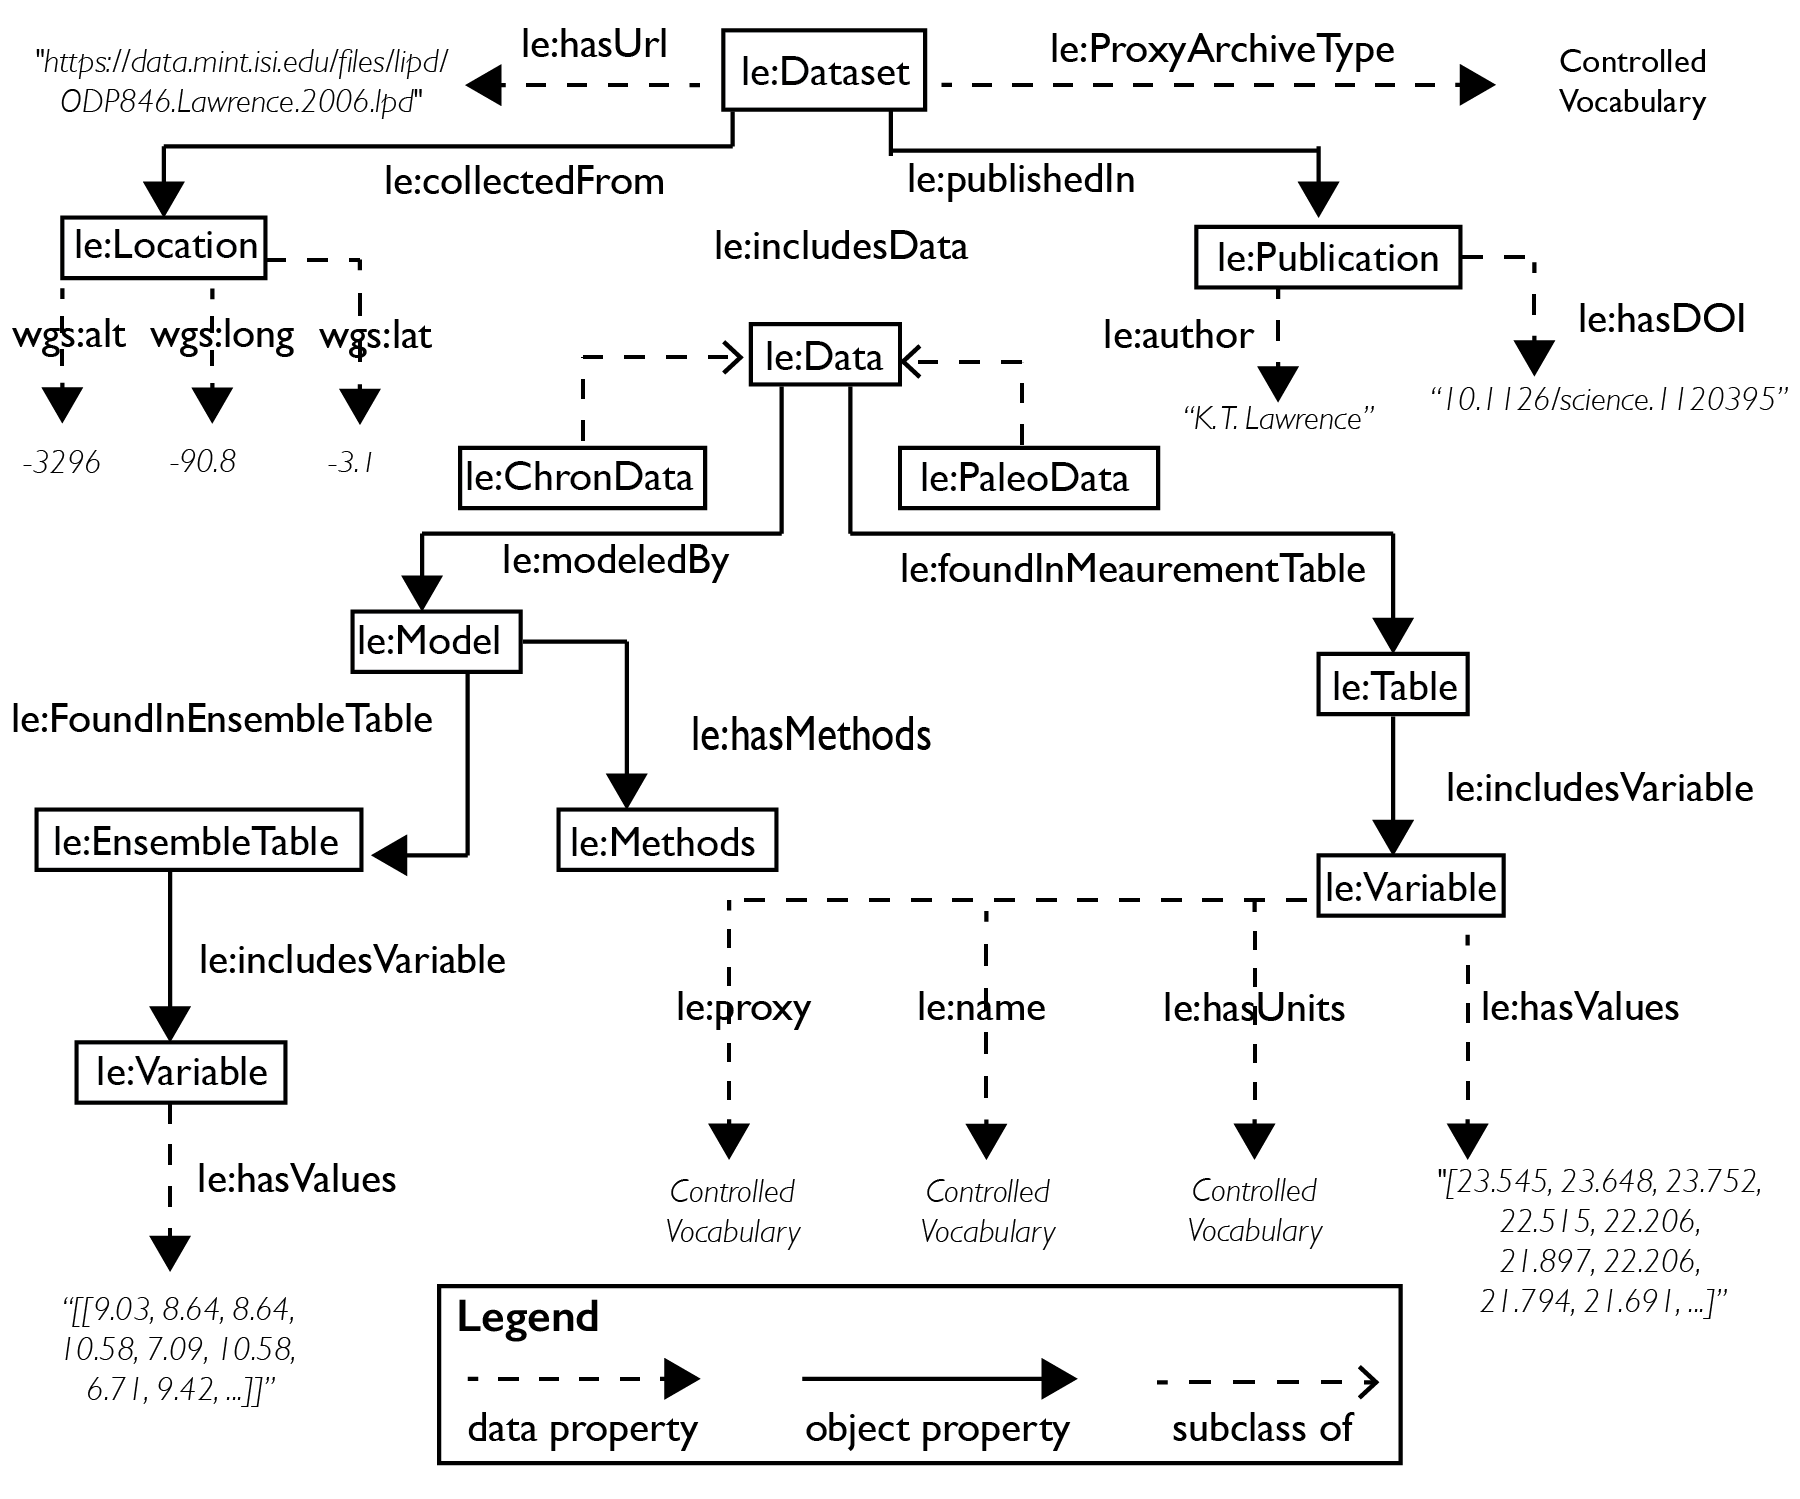 "https://data.mint.isi.edu/files/lipd/
ODP846.Lawrence.2006.lpd"
le:hasUrl
le:Dataset
le:ProxyArchiveType
Controlled
Vocabulary
le:collectedFrom
le:publishedIn
le:Location
le:includesData
le:Publication
wgs:alt
wgs:long
wgs:lat
le:Data
le:author
le:hasDOI
-3296
-90.8
-3.1
"K.T. Lawrence"
“10.1126/science.1120395”
le:ChronData
le:PaleoData
le:modeledBy
le:foundInMeaurementTable
le:Model
le:Table
le:FoundInEnsembleTable
le:hasMethods
le:includesVariable
le:EnsembleTable
le:Methods
le:Variable
le:includesVariable
le:proxy
le:name
le:hasUnits
le:hasValues
le:Variable
le:hasValues
Controlled
Vocabulary
Controlled
Vocabulary
Controlled
Vocabulary
"[23.545, 23.648, 23.752,
22.515, 22.206,
21.897, 22.206,
21.794, 21.691, ...]”
“[[9.03, 8.64, 8.64,
10.58, 7.09, 10.58,
6.71, 9.42, ...]]”
Legend
data property
object property
subclass of